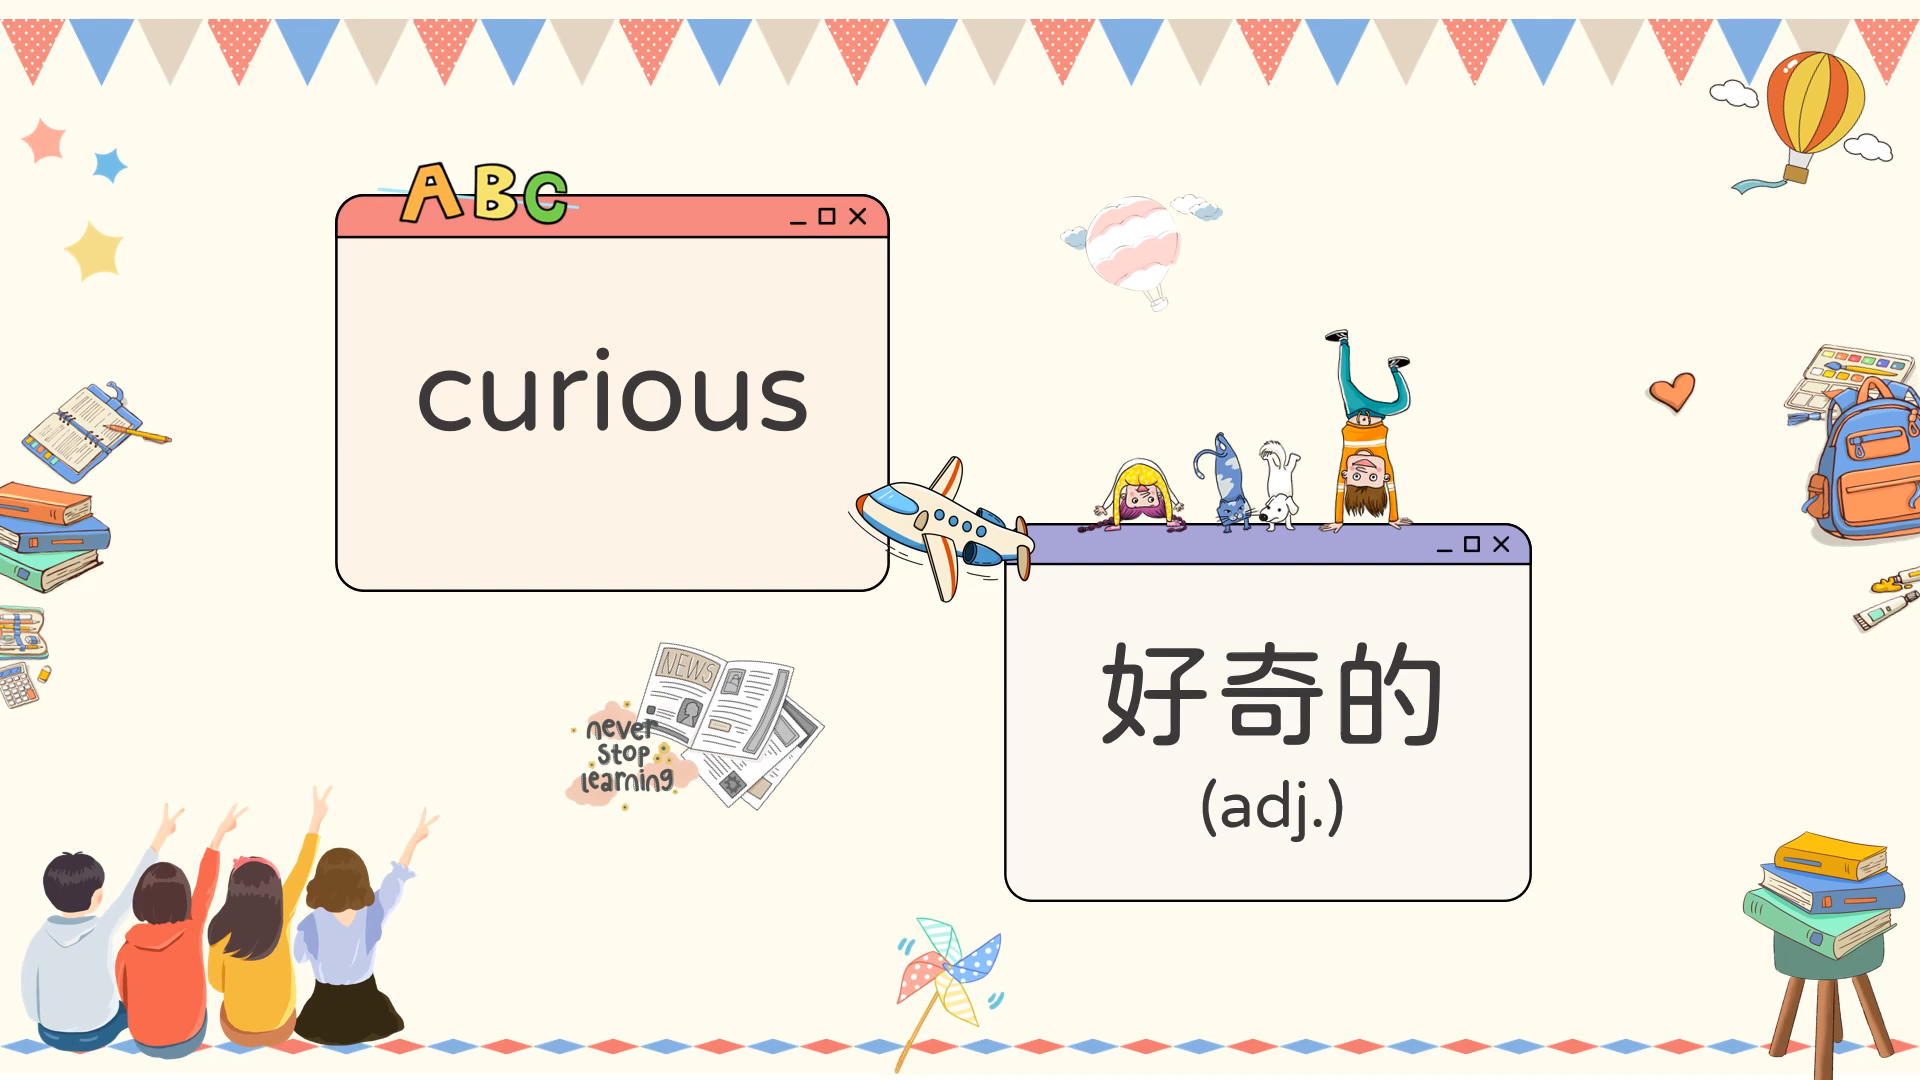 ABC
curious
NEWS
never
stop
learning
好奇的
(adj.)